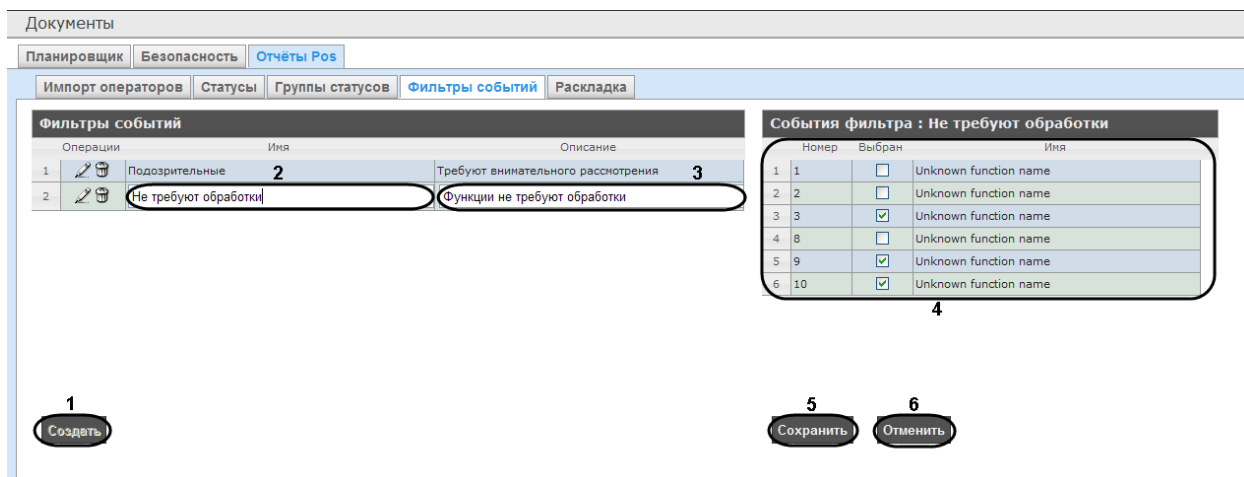 Документы
Планировщик Безопасность Отчёты Pos
Импорт операторов Статусы Группы статусов Фильтры событий Раскладка
Фильтры событий
Операции Имя Описание
1 Подозрительные 2 Требуют внимательного рассмотрения 3
2 Не требуют обработки Функции не требуют обработки
События фильтра : Не требуют обработки
Номер Выбран Имя
1 1 Unknown function name
2 2 Unknown function name
3 3 Unknown function name
4 8 Unknown function name
5 9 Unknown function name
6 10 Unknown function name
4
1
Создать
5 6
Сохранить Отменить